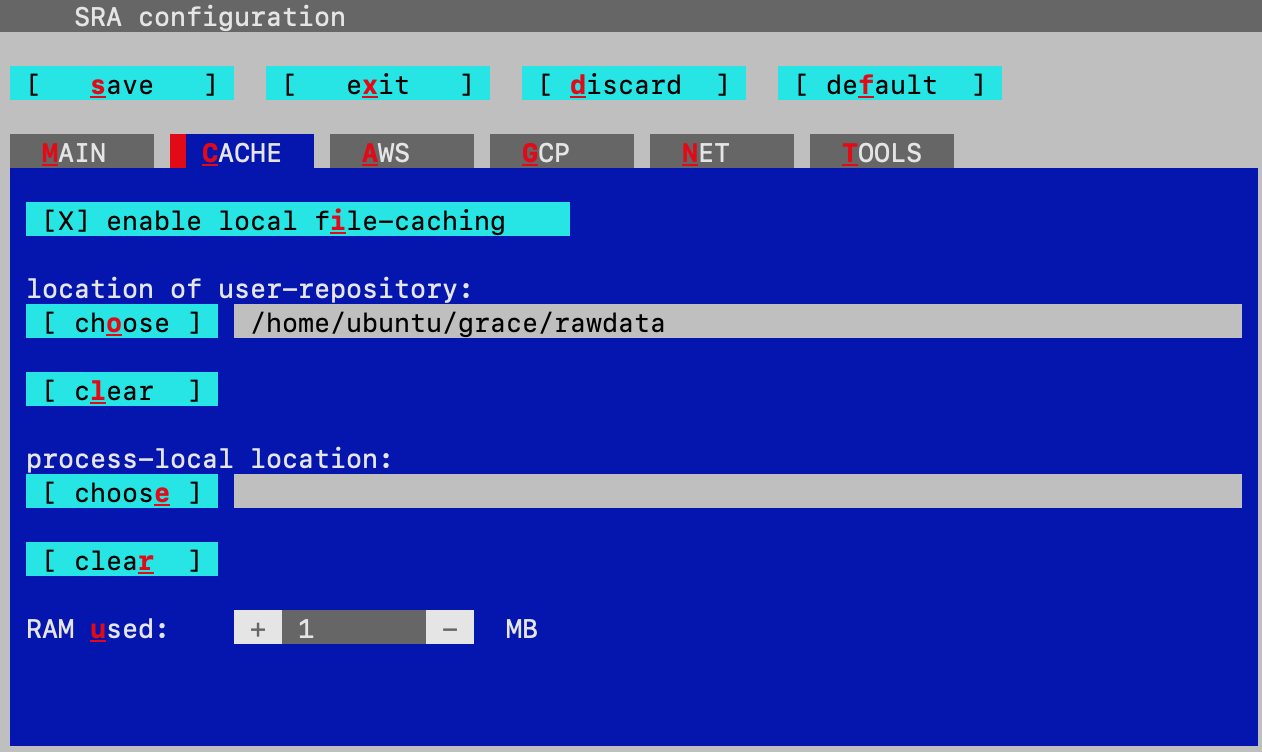 SRA configuration
[   save   ]  [   exit   ]  [ discard  ]  [ default  ]
MAIN  CACHE  AWS  GCP  NET  TOOLS
[X] enable local file-caching
location of user-repository:
[ choose ]  /home/ubuntu/grace/rawdata
[ clear  ]
process-local location:
[ choose ]
[ clear  ]
RAM used:  +  1  -  MB